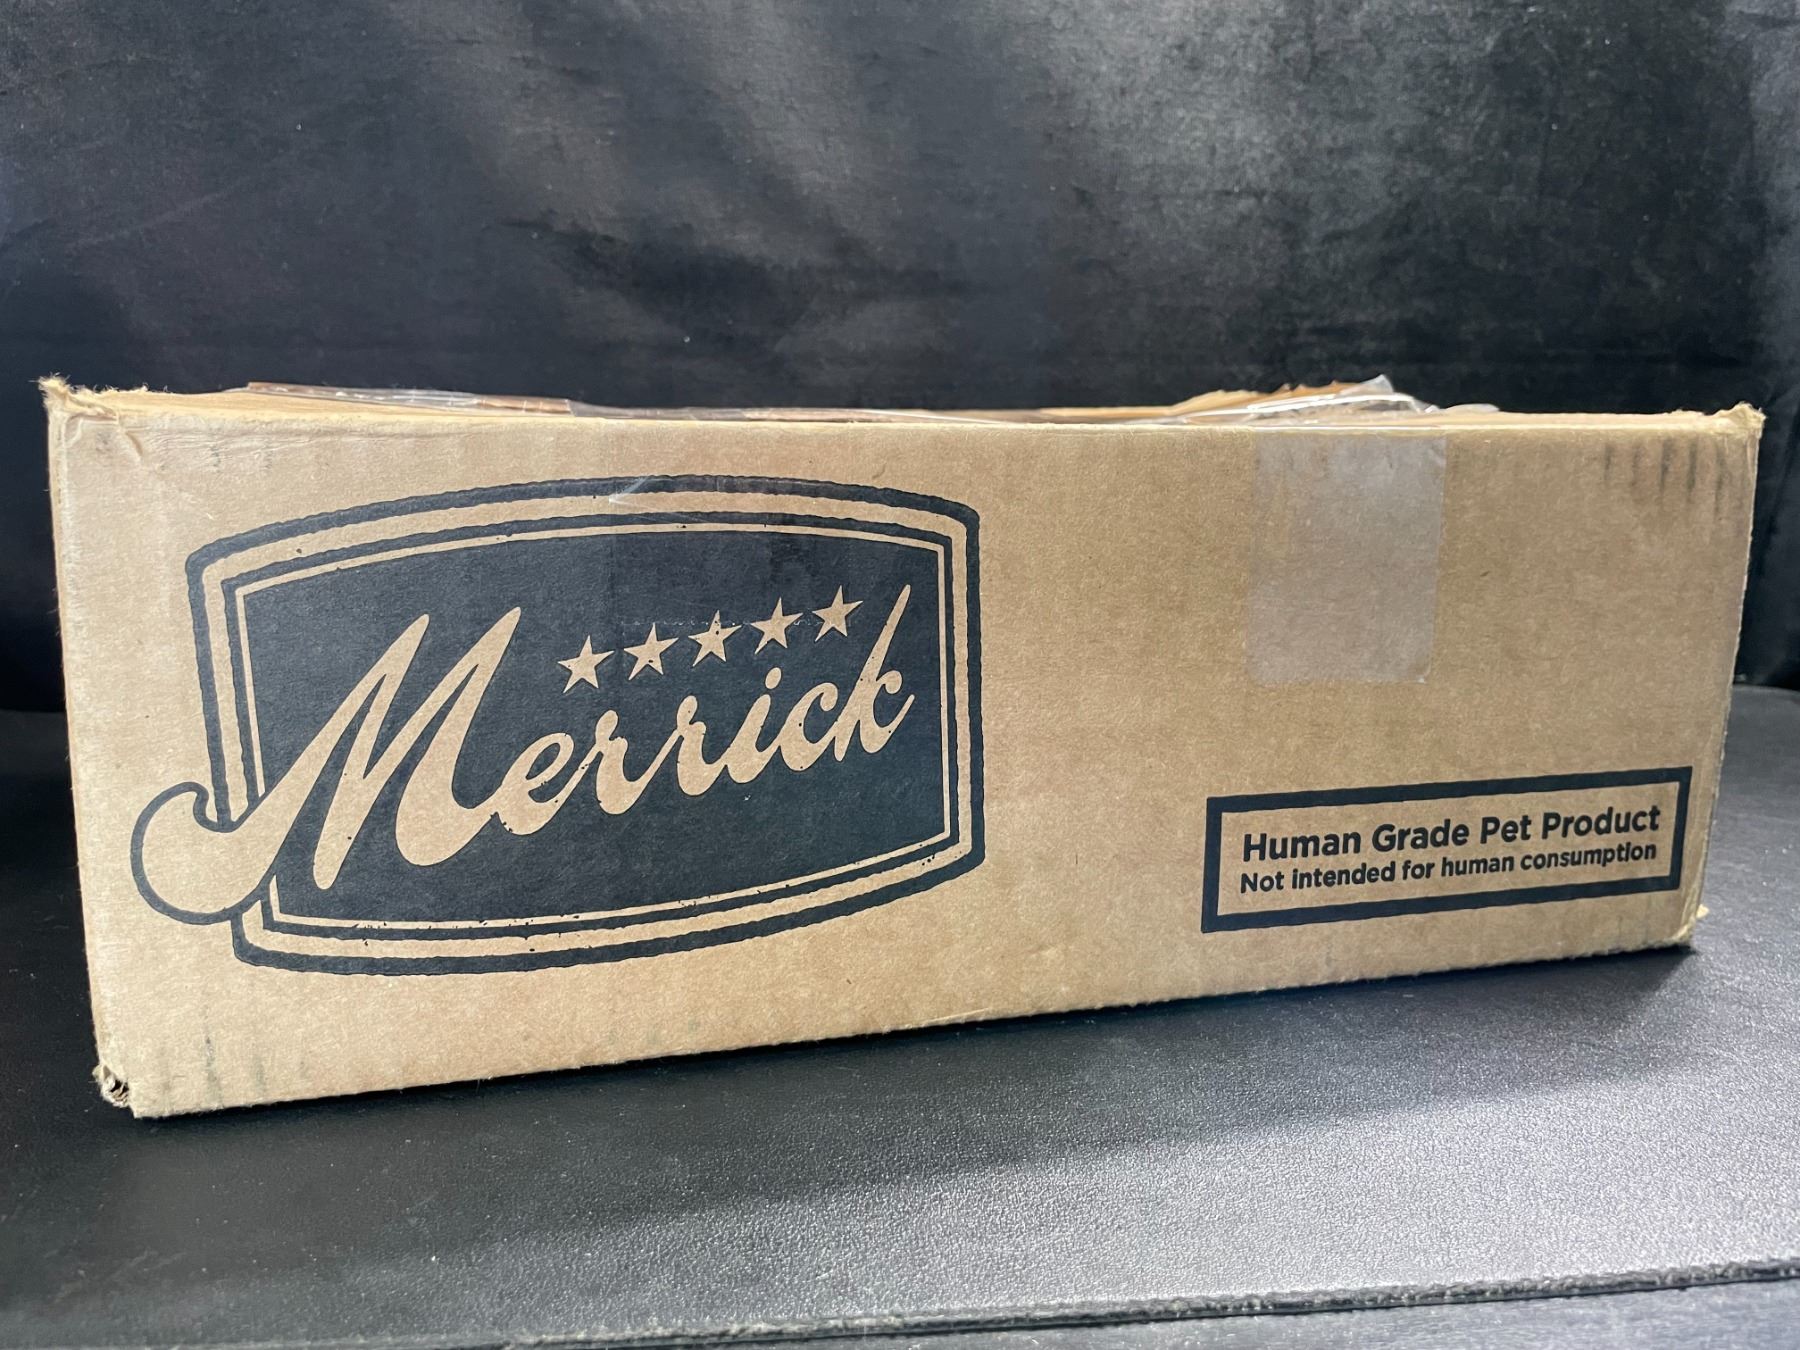 Merrick
Human Grade Pet Product
Not intended for human consumption